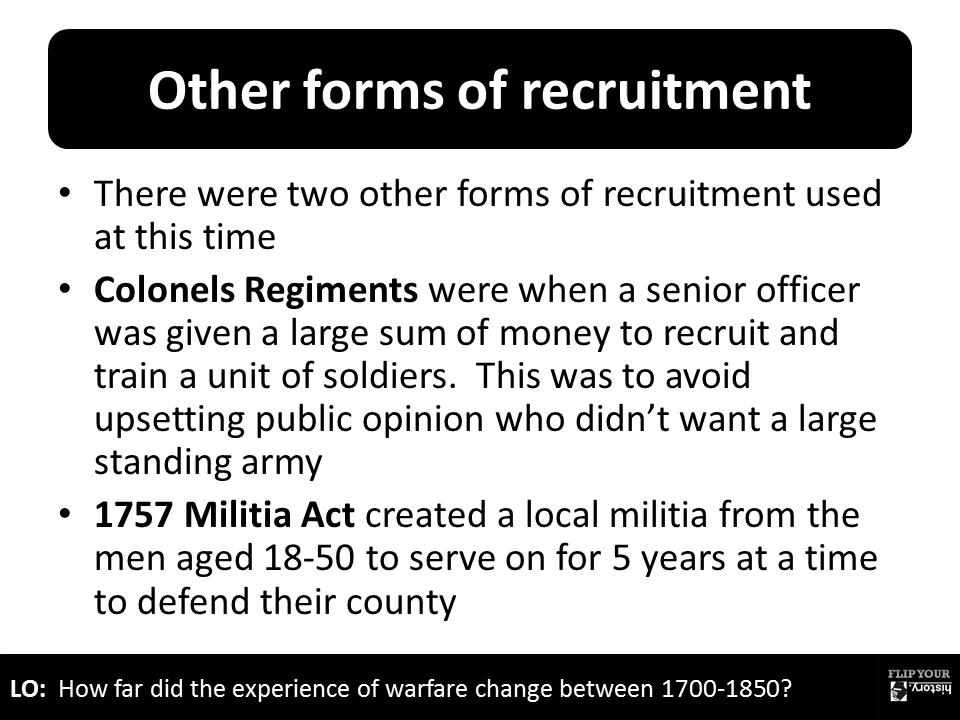 Other forms of recruitment
• There were two other forms of recruitment used
at this time
• Colonels Regiments were when a senior officer
was given a large sum of money to recruit and
train a unit of soldiers.  This was to avoid
upsetting public opinion who didn’t want a large
standing army
• 1757 Militia Act created a local militia from the
men aged 18-50 to serve on for 5 years at a time
to defend their county
LO:  How far did the experience of warfare change between 1700-1850?
FLIP YOUR
history.